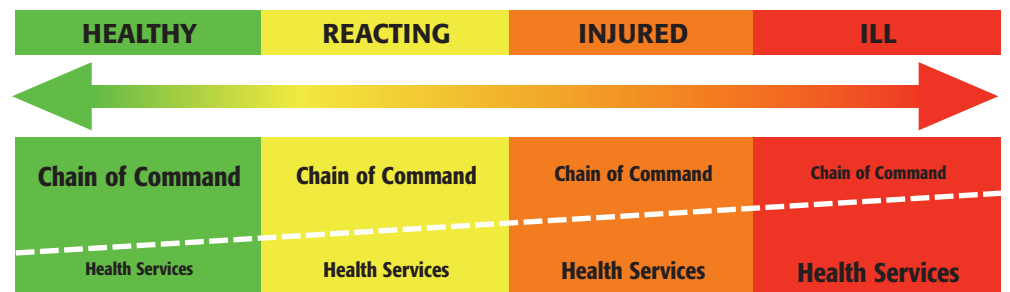 HEALTHY REACTING INJURED ILL
Chain of Command Chain of Command Chain of Command Chain of Command
Health Services Health Services Health Services Health Services